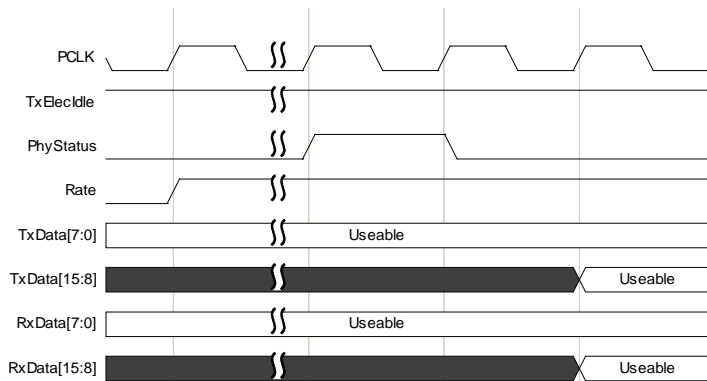 PCLK
TxElecIdle
PhyStatus
Rate
TxData[7:0] Useable
TxData[15:8] Useable
RxData[7:0] Useable
RxData[15:8] Useable